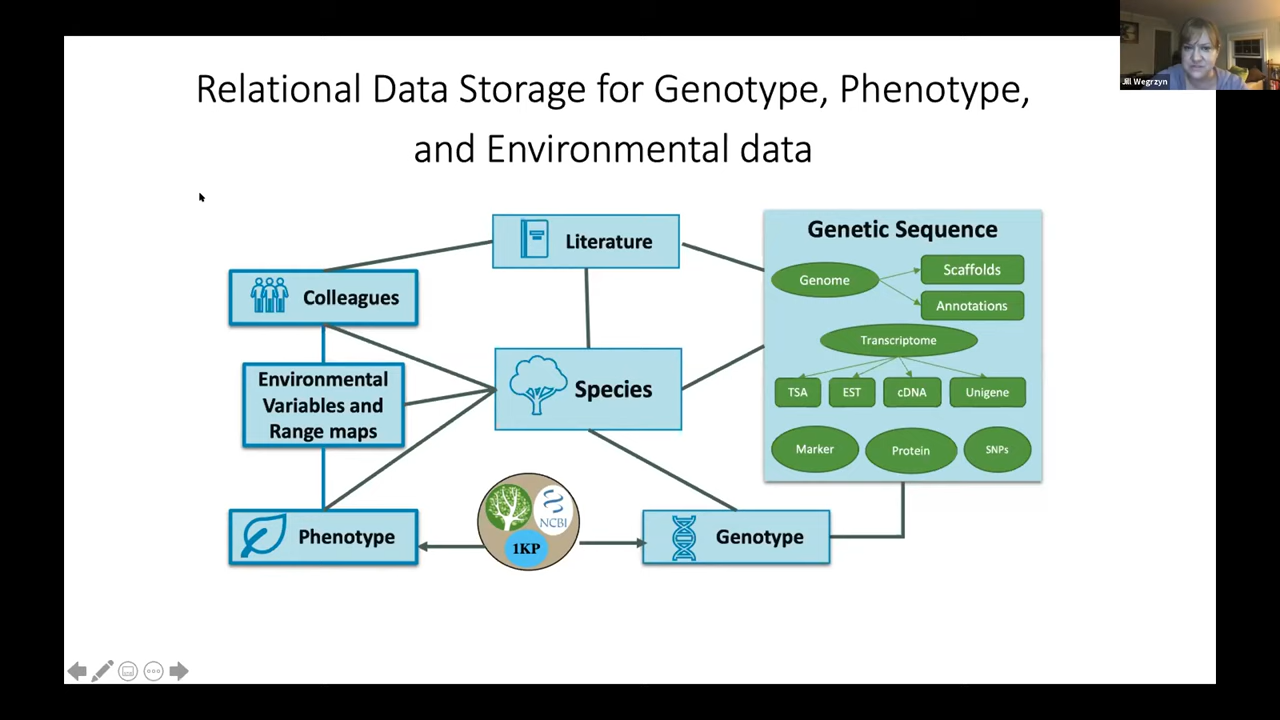 Jill Wegrzyn
Relational Data Storage for Genotype, Phenotype,
and Environmental data
Literature
Colleagues
Environmental
Variables and
Range maps
Species
Phenotype
NCBI
1KP
Genotype
Genetic Sequence
Genome
Scaffolds
Annotations
Transcriptome
TSA
EST
cDNA
Unigene
Marker
Protein
SNPs